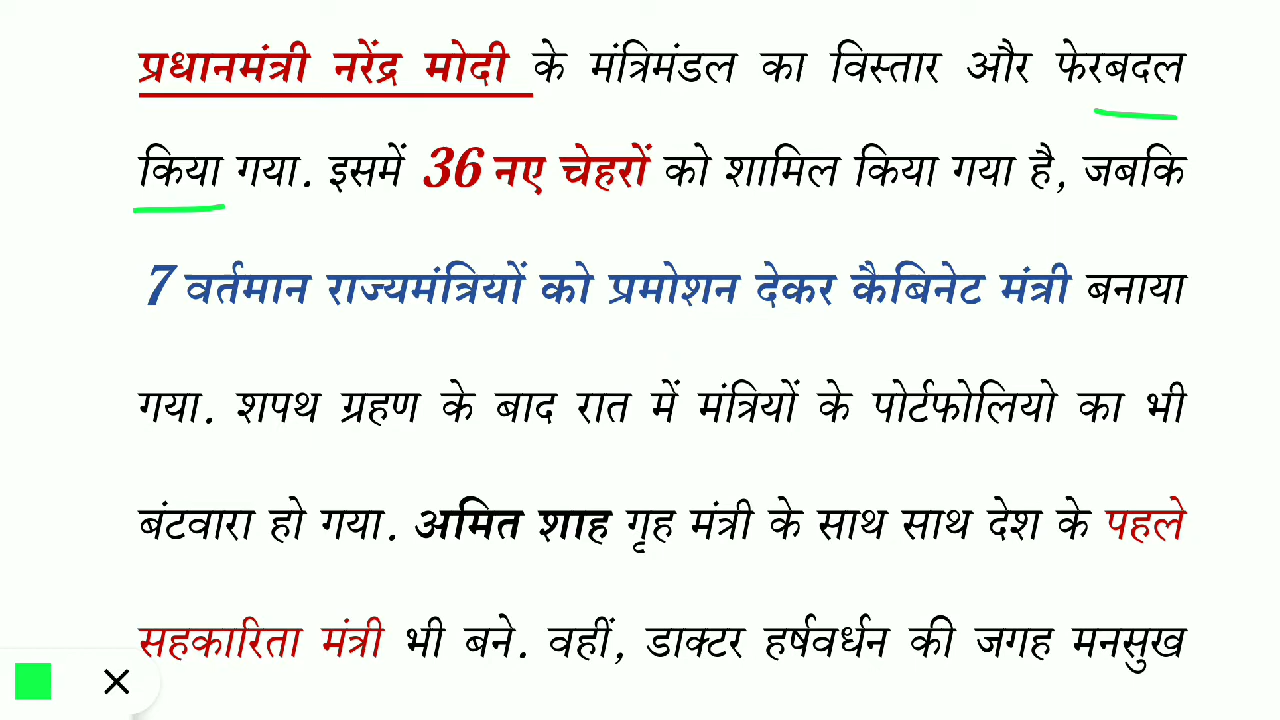 प्रधानमंत्री नरेंद्र मोदी के मंत्रिमंडल का विस्तार और फेरबदल
किया गया. इसमें 36 नए चेहरों को शामिल किया गया है, जबकि
7 वर्तमान राज्यमंत्रियों को प्रमोशन देकर कैबिनेट मंत्री बनाया
गया. शपथ ग्रहण के बाद रात में मंत्रियों के पोर्टफोलियो का भी
बंटवारा हो गया. अमित शाह गृह मंत्री के साथ साथ देश के पहले
सहकारिता मंत्री भी बने. वहीं, डाक्टर हर्षवर्धन की जगह मनसुख